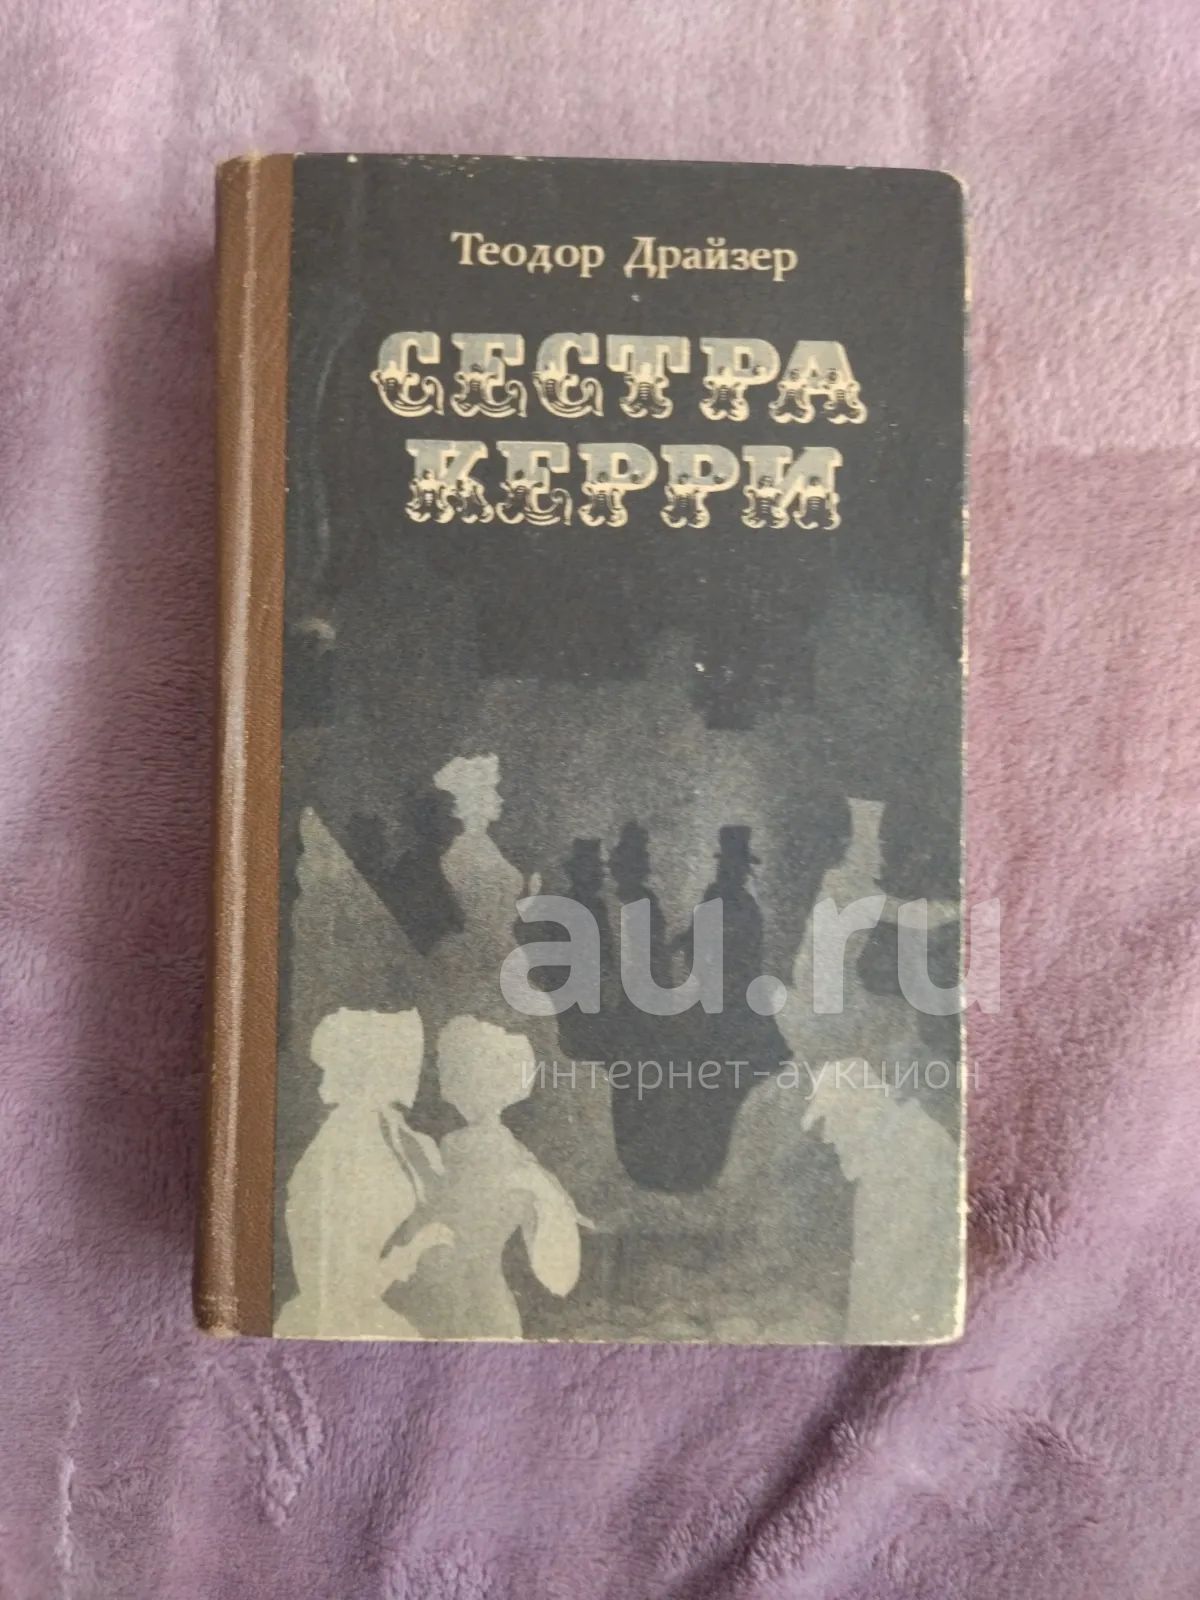 Теодор Драйзер
СЕСТРА
КЕРРИ
au.ru
интернет-аукцион